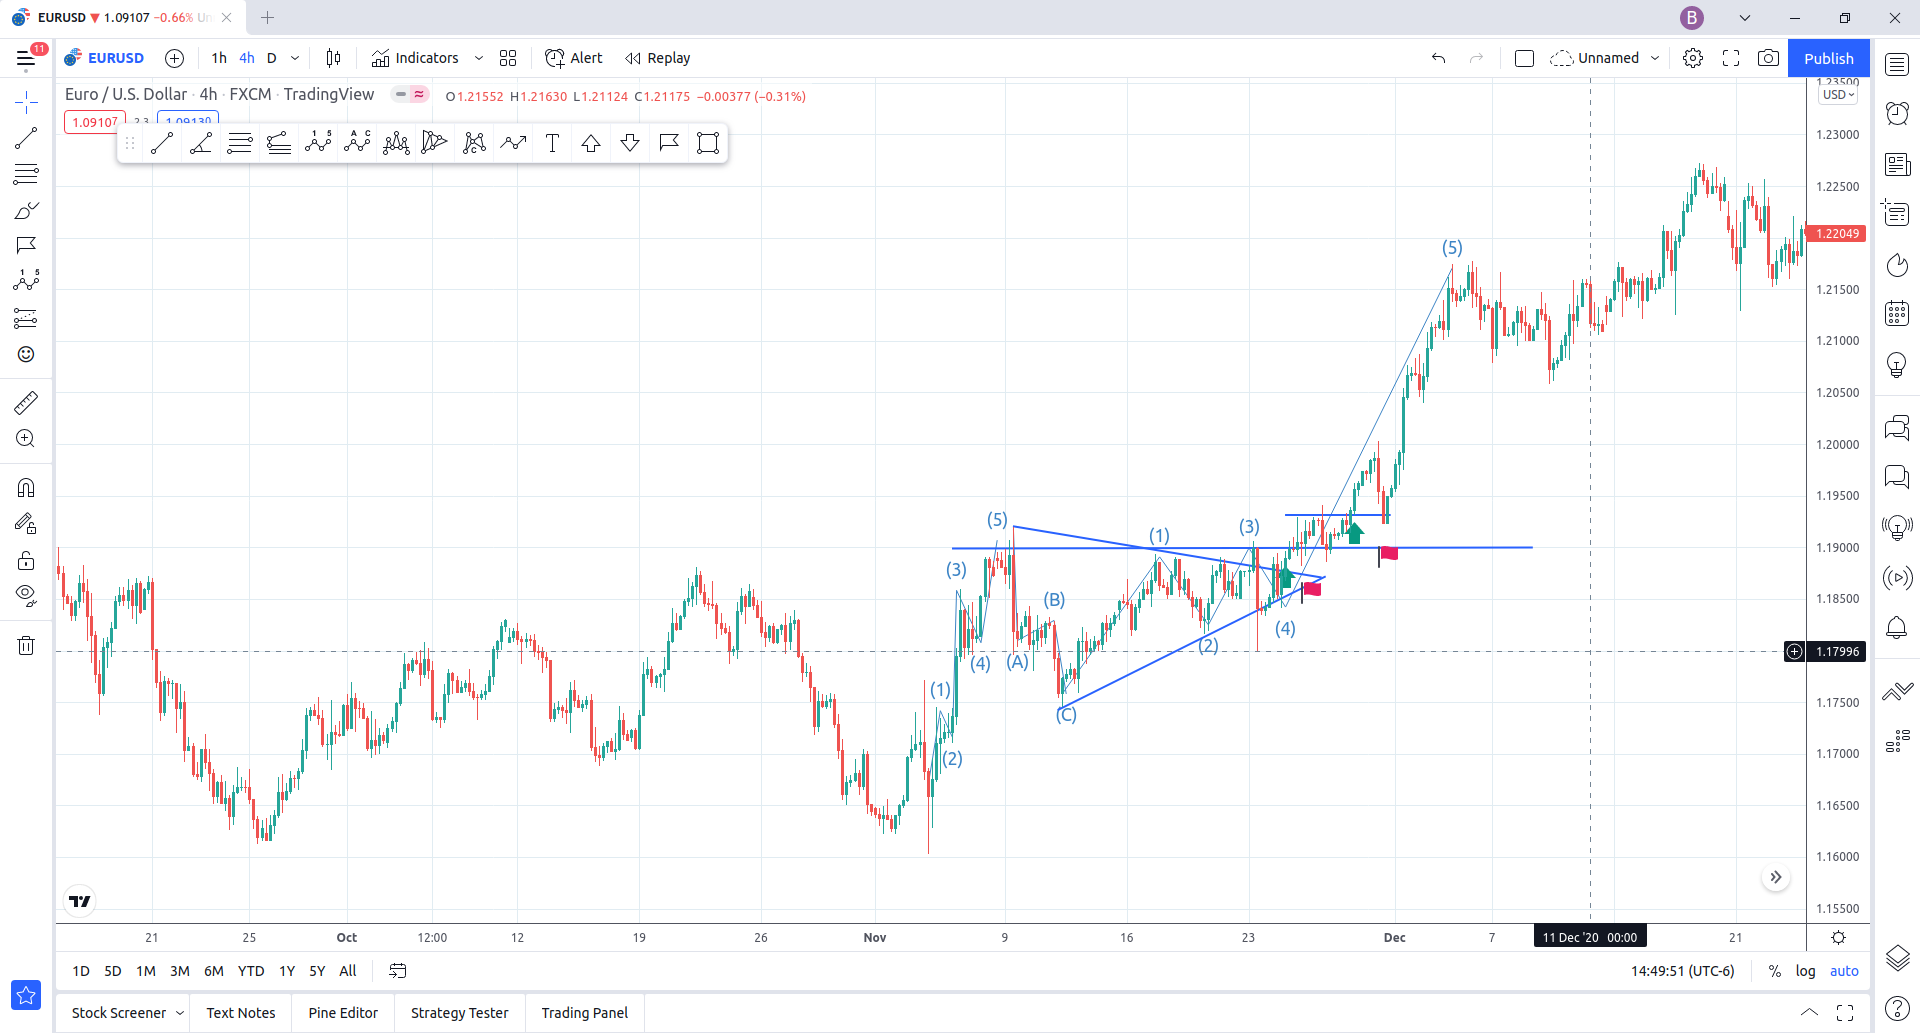 EURUSD ▼ 1.09107 −0.66% Un
B
11
EURUSD
1h 4h D
Indicators
Alert
Replay
Unnamed
Publish
Euro / U.S. Dollar · 4h · FXCM · TradingView
O1.21552 H1.21630 L1.21124 C1.21175 −0.00377 (−0.31%)
1.09107 2.3 1.09130
1 5
A C
C
T
1 5
1.23500
USD
1.23000
1.22500
1.22049
1.21500
1.21000
1.20500
1.20000
1.19500
1.19000
1.18500
1.17996
1.17500
1.17000
1.16500
1.16000
1.15500
(5)
(5)
(3)
(1)
(3)
(B)
(4)
(2)
(4)
(A)
(1)
(C)
(2)
21 25 Oct 12:00 12 19 26 Nov 9 16 23 Dec 7 11 Dec '20 00:00 21
1D 5D 1M 3M 6M YTD 1Y 5Y All
14:49:51 (UTC-6) % log auto
Stock Screener Text Notes Pine Editor Strategy Tester Trading Panel